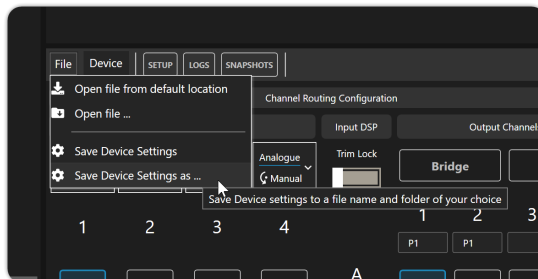 File Device SETUP LOGS SNAPSHOTS
Open file from default location
Channel Routing Configuration
Open file ...
Input DSP Output Channel
Save Device Settings
Analogue Trim Lock
Bridge
Save Device Settings as ...
Manual
Save Device settings to a file name and folder of your choice
1 2 3 4 1 2 3
P1 P1
A